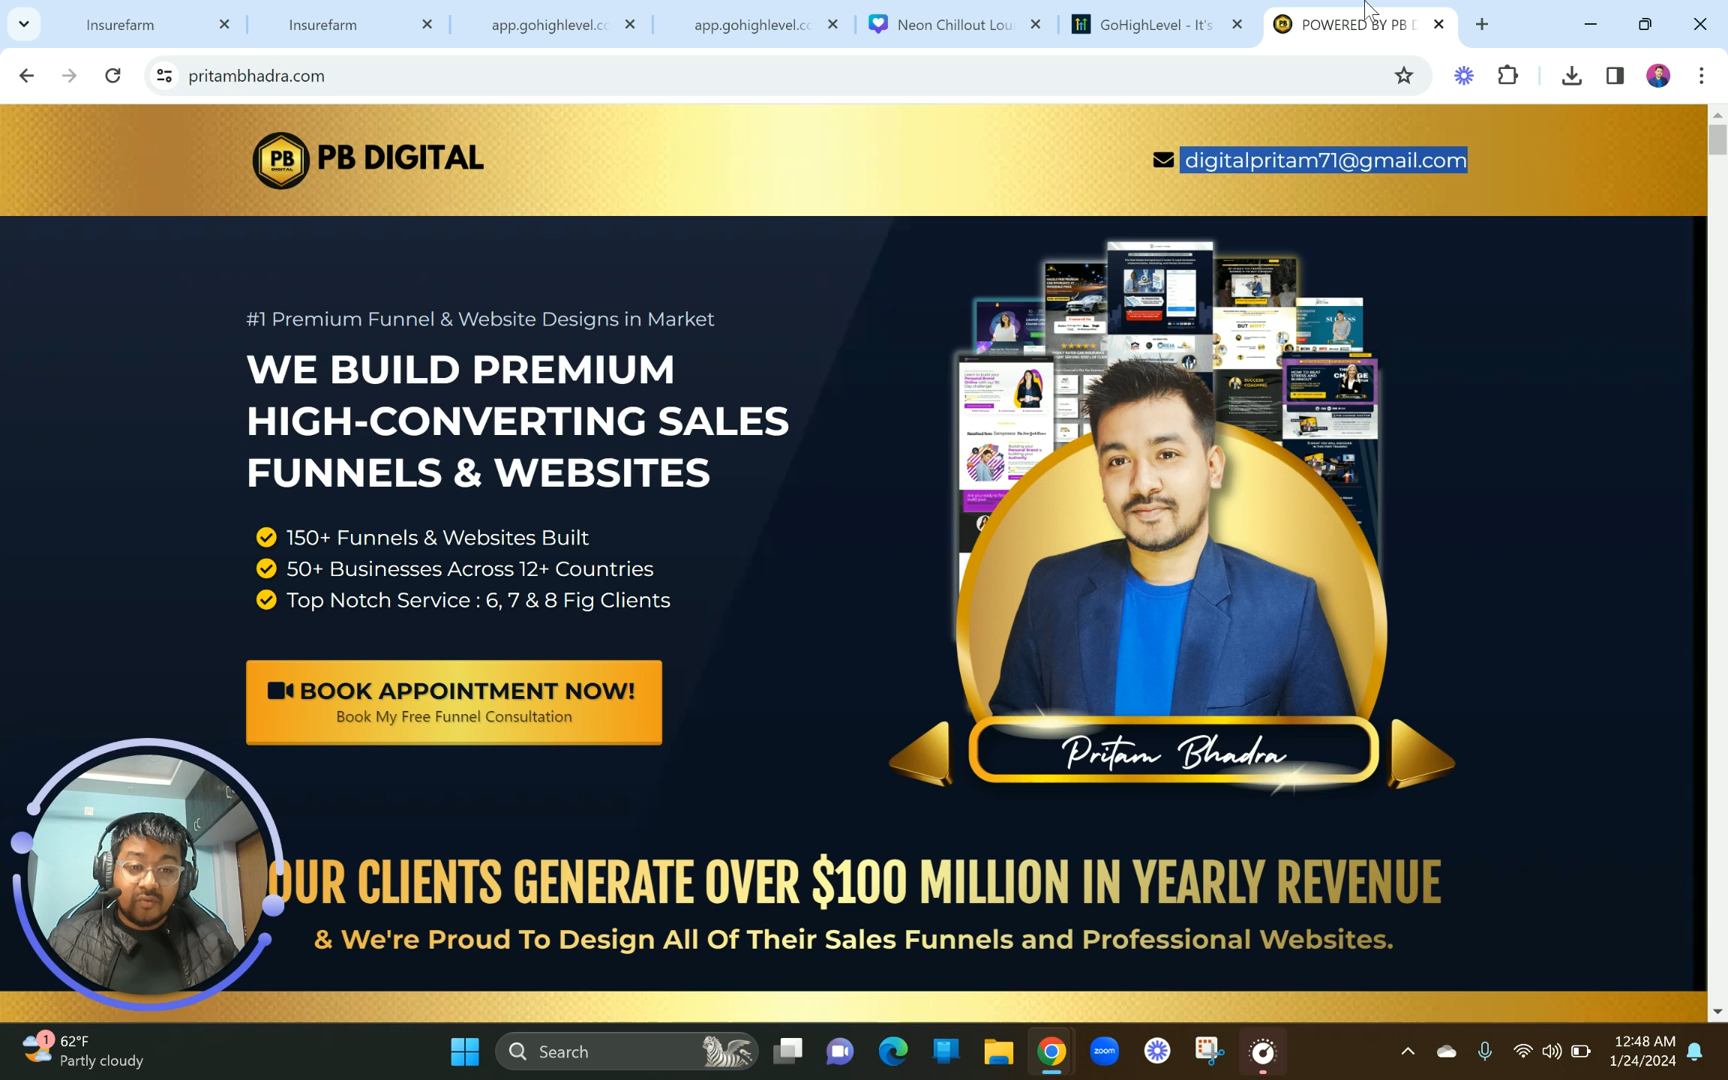 Insurefarm
Insurefarm
app.gohighlevel.cc
app.gohighlevel.cc
Neon Chillout Lou
GoHighLevel - It's
POWERED BY PB D
pritambhadra.com
PB DIGITAL
digitalpritam71@gmail.com
#1 Premium Funnel & Website Designs in Market
WE BUILD PREMIUM
HIGH-CONVERTING SALES
FUNNELS & WEBSITES
150+ Funnels & Websites Built
50+ Businesses Across 12+ Countries
Top Notch Service : 6, 7 & 8 Fig Clients
BOOK APPOINTMENT NOW!
Book My Free Funnel Consultation
Pritam Bhadra
OUR CLIENTS GENERATE OVER $100 MILLION IN YEARLY REVENUE
& We're Proud To Design All Of Their Sales Funnels and Professional Websites.
1
62°F
Partly cloudy
Search
zoom
12:48 AM
1/24/2024